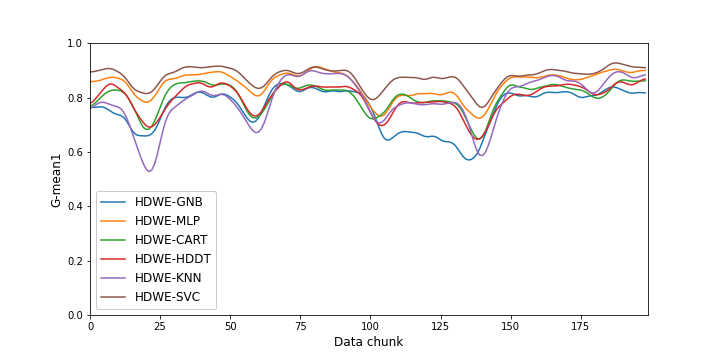 1.0
0.8
0.6
0.4
0.2
0.0
G-mean1
HDWE-GNB
HDWE-MLP
HDWE-CART
HDWE-HDDT
HDWE-KNN
HDWE-SVC
0 25 50 75 100 125 150 175
Data chunk